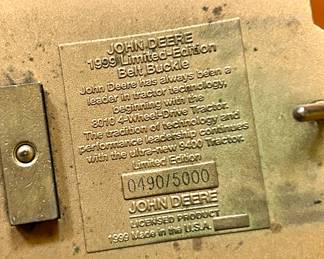 JOHN DEERE
1999 Limited-Edition
Belt Buckle
John Deere has always been a
leader in tractor technology,
beginning with the
8010 4-Wheel-Drive Tractor.
The tradition of technology and
performance leadership continues
with the ultra-new 9400 Tractor.
Limited Edition
0490/5000
JOHN DEERE
LICENSED PRODUCT
1999 Made in the U.S.A.